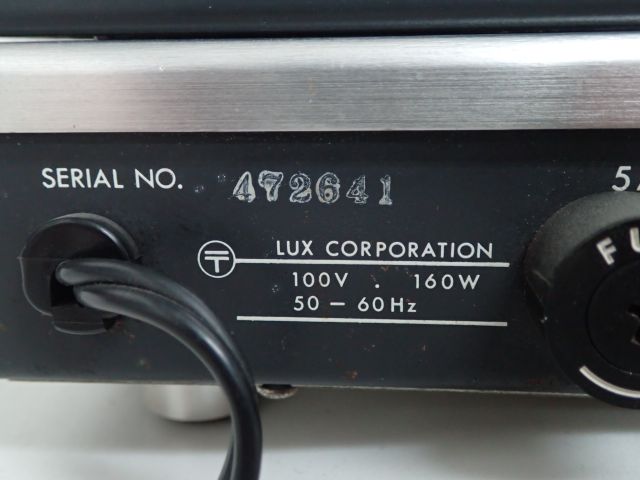 SERIAL NO. 472641
LUX CORPORATION
100V . 160W
50 – 60Hz